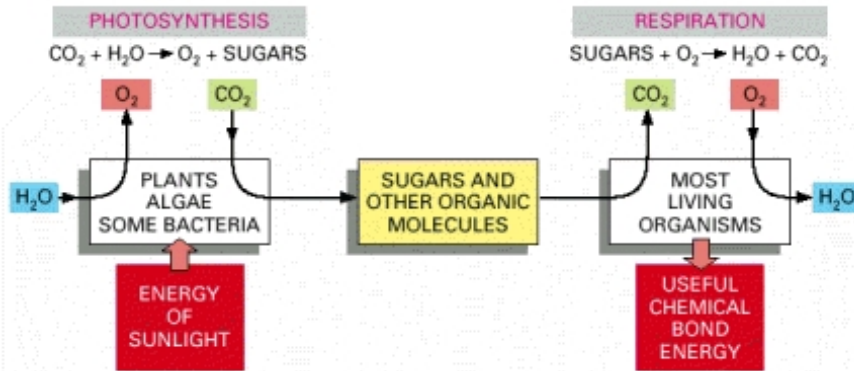 PHOTOSYNTHESIS
CO₂ + H₂O → O₂ + SUGARS
O₂
CO₂
H₂O
PLANTS
ALGAE
SOME BACTERIA
ENERGY
OF
SUNLIGHT
SUGARS AND
OTHER ORGANIC
MOLECULES
RESPIRATION
SUGARS + O₂ → H₂O + CO₂
CO₂
O₂
MOST
LIVING
ORGANISMS
H₂O
USEFUL
CHEMICAL
BOND
ENERGY